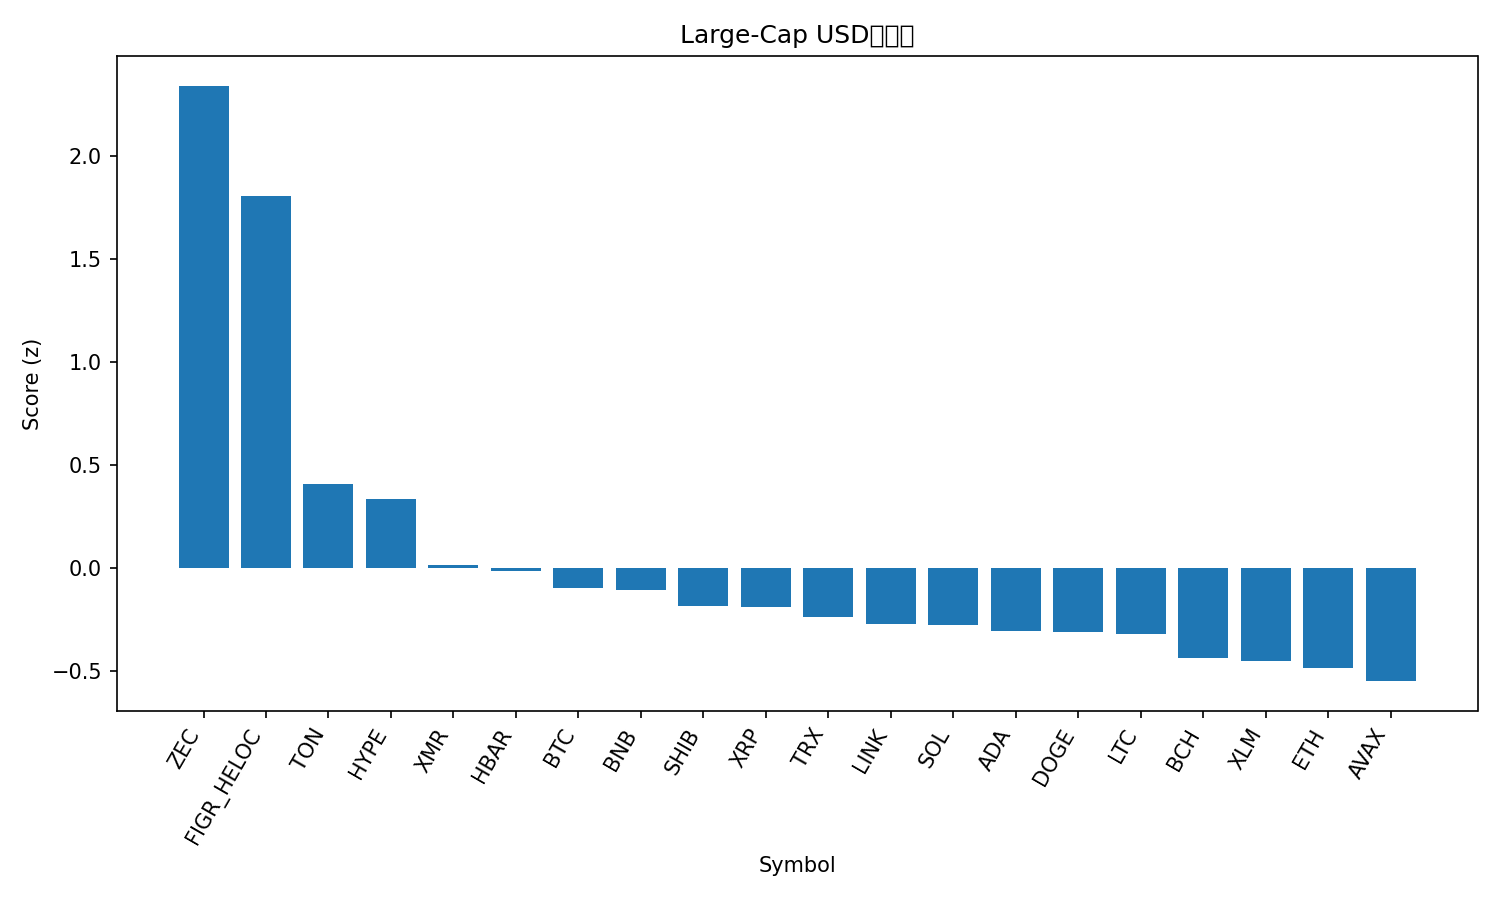 Large-Cap USD
Score (z)
2.0
1.5
1.0
0.5
0.0
−0.5
ZEC
FIGR_HELOC
TON
HYPE
XMR
HBAR
BTC
BNB
SHIB
XRP
TRX
LINK
SOL
ADA
DOGE
LTC
BCH
XLM
ETH
AVAX
Symbol